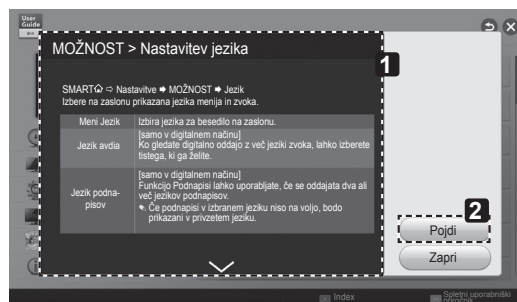 User
Guide
MOŽNOST > Nastavitev jezika
1
SMART ⇨ Nastavitve ➡ MOŽNOST ➡ Jezik
Izbere na zaslonu prikazana jezika menija in zvoka.
Meni Jezik
Izbira jezika za besedilo na zaslonu.
Jezik avdia
[samo v digitalnem načinu]
Ko gledate digitalno oddajo z več jeziki zvoka, lahko izberete
tistega, ki ga želite.
Jezik podna-
pisov
[samo v digitalnem načinu]
Funkcijo Podnapisi lahko uporabljate, če se oddajata dva ali
več jezikov podnapisov.
Če podnapisi v izbranem jeziku niso na voljo, bodo
prikazani v privzetem jeziku.
2
Pojdi
Zapri
Index
Spletni uporabniški
priročnik